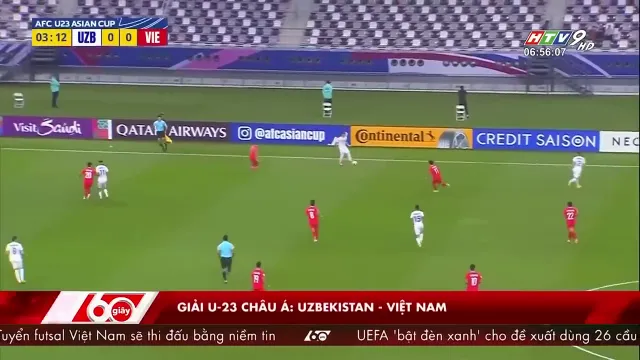 AFC U23 ASIAN CUP
03:12 UZB 0 0 VIE
HTV9 HD
06:56:07
Visit Saudi
QATAR AIRWAYS
@afcasiancup
Continental
CREDIT SAISON
60 giây
GIẢI U-23 CHÂU Á: UZBEKISTAN - VIỆT NAM
Tuyển futsal Việt Nam sẽ thi đấu bằng niềm tin
60
UEFA 'bật đèn xanh' cho đề xuất dùng 26 cầu